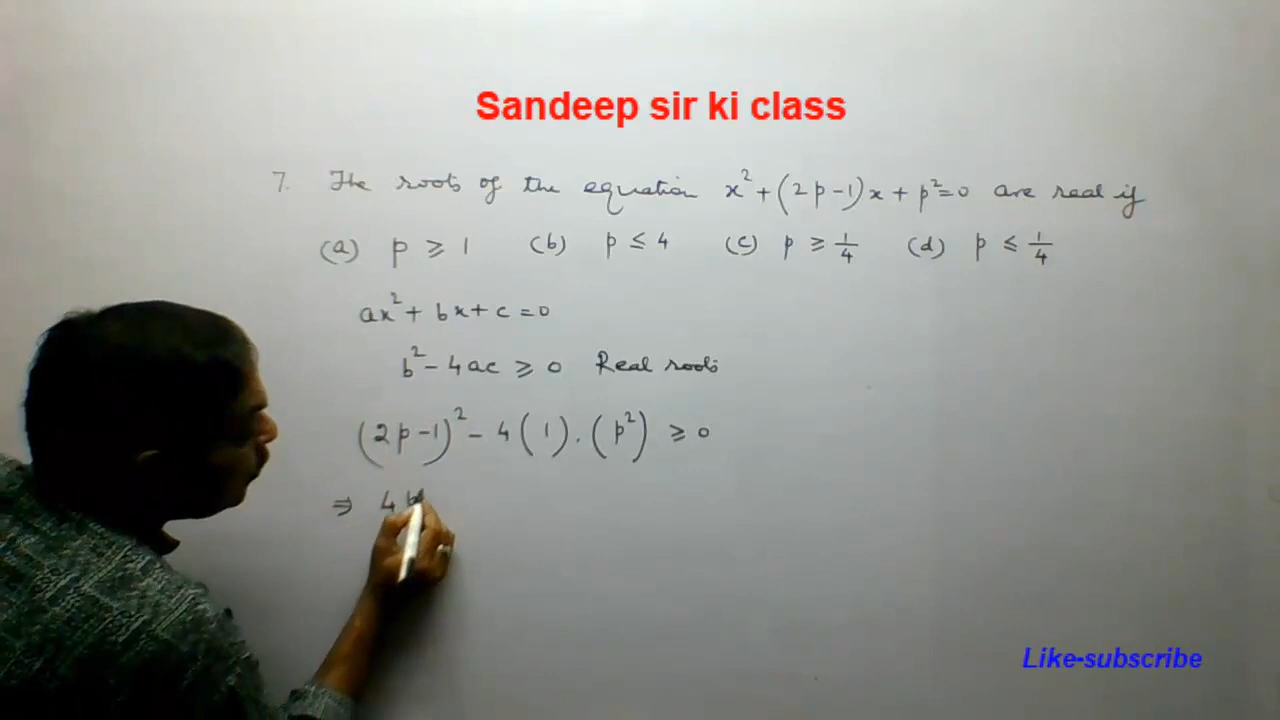 Sandeep sir ki class
7. The roots of the equation x² + (2p-1)x + p² = 0 are real if
(a) p ≥ 1 (b) p ≤ 4 (c) p ≥ 1/4 (d) p ≤ 1/4
ax² + bx + c = 0
b² - 4ac ≥ 0 Real roots
(2p-1)² - 4(1).(p²) ≥ 0
⇒ 4
Like-subscribe